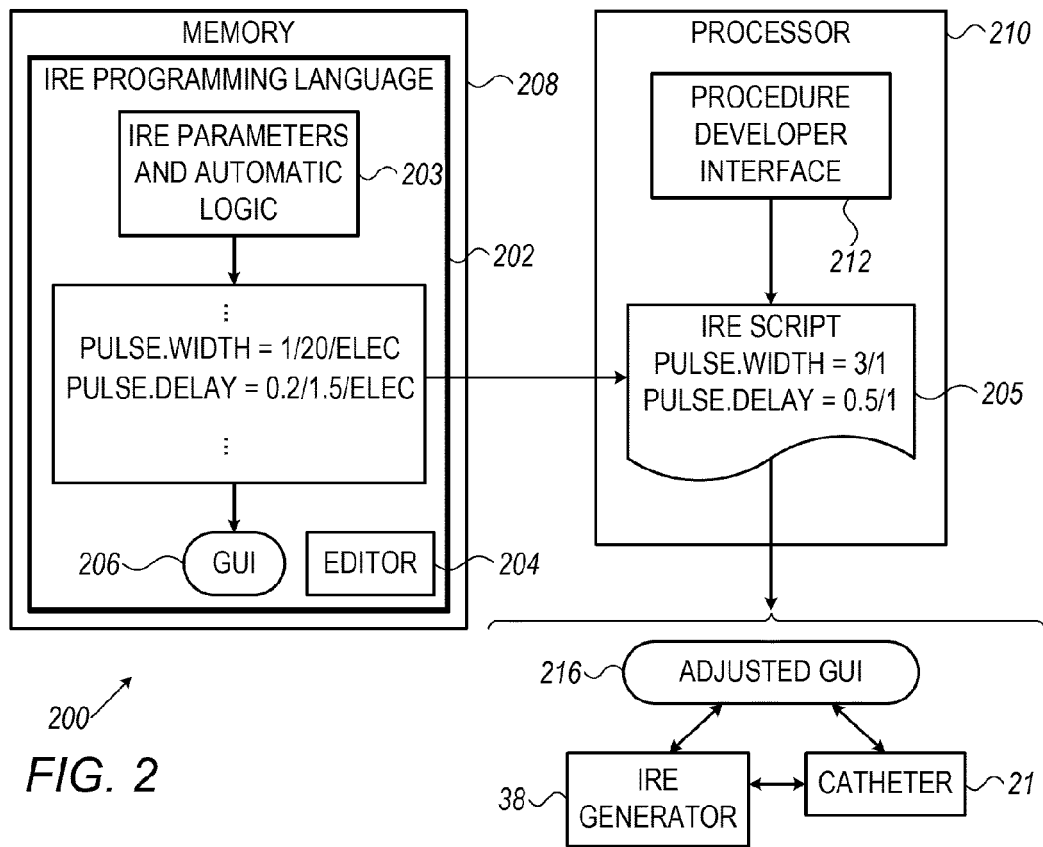 MEMORY
IRE PROGRAMMING LANGUAGE
208
IRE PARAMETERS
AND AUTOMATIC
LOGIC
203
202
⋮
PULSE.WIDTH = 1/20/ELEC
PULSE.DELAY = 0.2/1.5/ELEC
⋮
206
GUI
EDITOR
204
PROCESSOR
210
PROCEDURE
DEVELOPER
INTERFACE
212
IRE SCRIPT
PULSE.WIDTH = 3/1
PULSE.DELAY = 0.5/1
205
216
ADJUSTED GUI
38
IRE
GENERATOR
CATHETER
21
200
FIG. 2